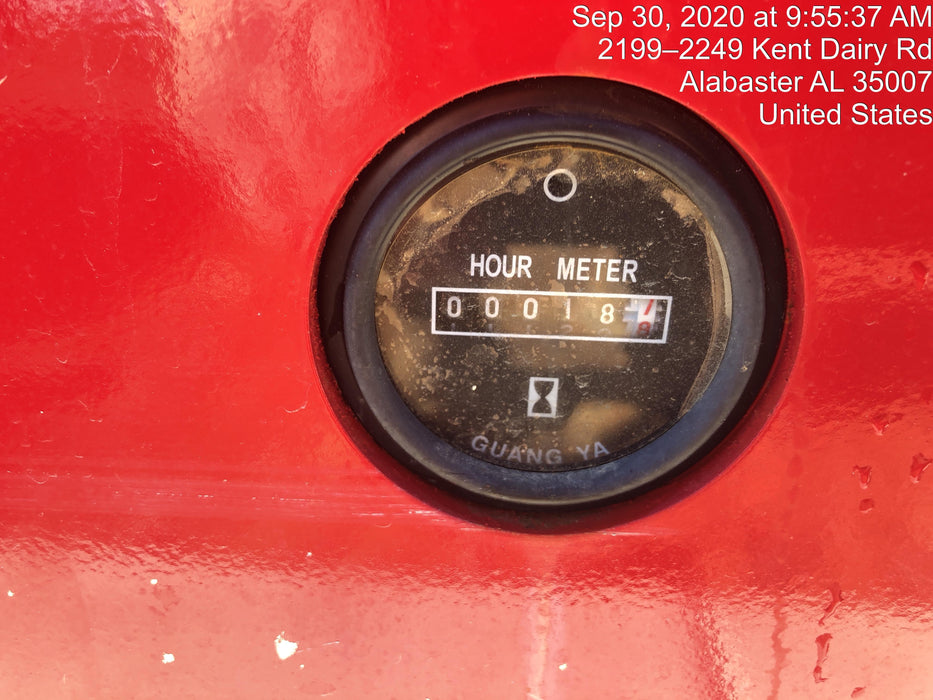 Sep 30, 2020 at 9:55:37 AM
2199–2249 Kent Dairy Rd
Alabaster AL 35007
United States
HOUR METER
00018
GUANG YA